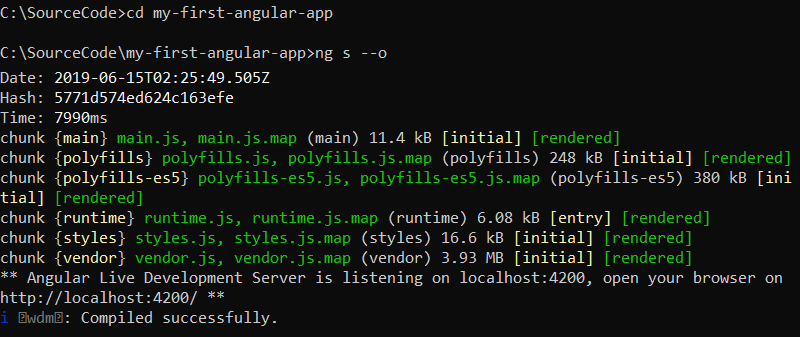 C:\SourceCode>cd my-first-angular-app
C:\SourceCode\my-first-angular-app>ng s --o
Date: 2019-06-15T02:25:49.505Z
Hash: 5771d574ed624c163efe
Time: 7990ms
chunk {main} main.js, main.js.map (main) 11.4 kB [initial] [rendered]
chunk {polyfills} polyfills.js, polyfills.js.map (polyfills) 248 kB [initial] [rendered]
chunk {polyfills-es5} polyfills-es5.js, polyfills-es5.js.map (polyfills-es5) 380 kB [ini
tial] [rendered]
chunk {runtime} runtime.js, runtime.js.map (runtime) 6.08 kB [entry] [rendered]
chunk {styles} styles.js, styles.js.map (styles) 16.6 kB [initial] [rendered]
chunk {vendor} vendor.js, vendor.js.map (vendor) 3.93 MB [initial] [rendered]
** Angular Live Development Server is listening on localhost:4200, open your browser on
http://localhost:4200/ **
i wdm: Compiled successfully.